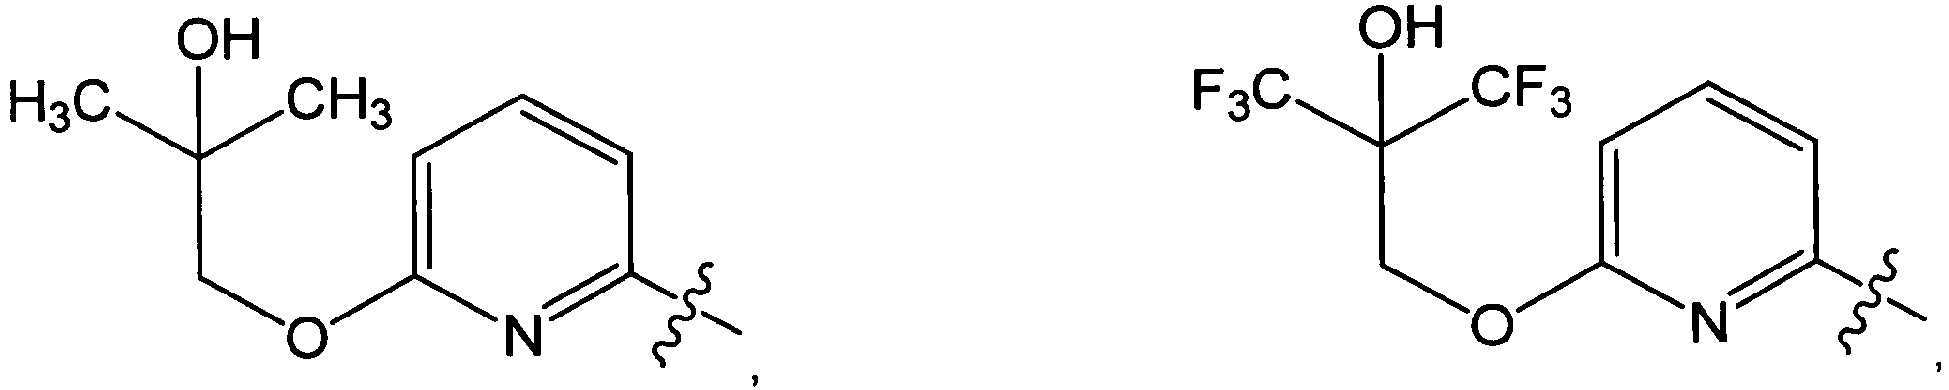 OH
H3C CH3
O N ,
OH
F3C CF3
O N ,